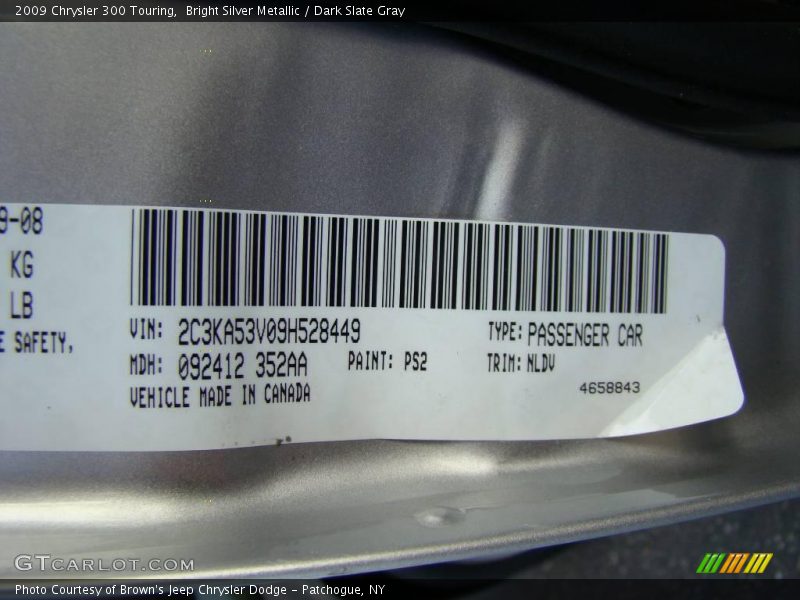 2009 Chrysler 300 Touring,  Bright Silver Metallic / Dark Slate Gray
9-08
KG
LB
E SAFETY,
VIN: 2C3KA53V09H528449 TYPE: PASSENGER CAR
MDH: 092412 352AA PAINT: PS2 TRIM: NLDV
VEHICLE MADE IN CANADA 4658843
GTCARLOT.COM
Photo Courtesy of Brown's Jeep Chrysler Dodge - Patchogue, NY